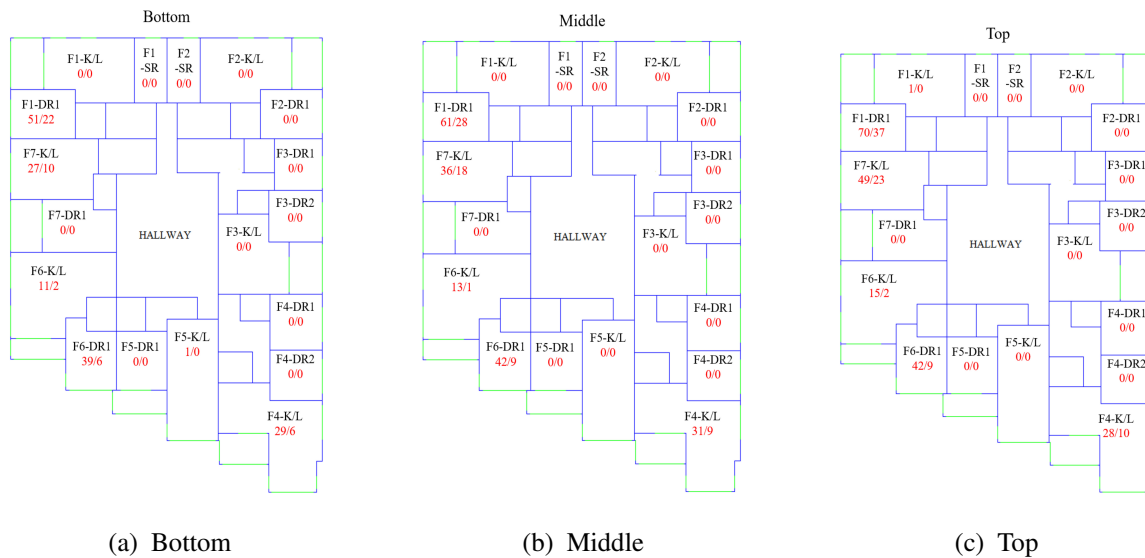 Bottom
F1-K/L
0/0
F1
-SR
0/0
F2
-SR
0/0
F2-K/L
0/0
F1-DR1
51/22
F2-DR1
0/0
F7-K/L
27/10
F3-DR1
0/0
F3-DR2
0/0
F7-DR1
0/0
HALLWAY
F3-K/L
0/0
F6-K/L
11/2
F4-DR1
0/0
F6-DR1
39/6
F5-DR1
0/0
F5-K/L
1/0
F4-DR2
0/0
F4-K/L
29/6
(a) Bottom
Middle
F1-K/L
0/0
F1
-SR
0/0
F2
-SR
0/0
F2-K/L
0/0
F1-DR1
61/28
F2-DR1
0/0
F7-K/L
36/18
F3-DR1
0/0
F3-DR2
0/0
F7-DR1
0/0
HALLWAY
F3-K/L
0/0
F6-K/L
13/1
F4-DR1
0/0
F6-DR1
42/9
F5-DR1
0/0
F5-K/L
0/0
F4-DR2
0/0
F4-K/L
31/9
(b) Middle
Top
F1-K/L
1/0
F1
-SR
0/0
F2
-SR
0/0
F2-K/L
0/0
F1-DR1
70/37
F2-DR1
0/0
F7-K/L
49/23
F3-DR1
0/0
F3-DR2
0/0
F7-DR1
0/0
HALLWAY
F3-K/L
0/0
F6-K/L
15/2
F4-DR1
0/0
F6-DR1
42/9
F5-DR1
0/0
F5-K/L
0/0
F4-DR2
0/0
F4-K/L
28/10
(c) Top